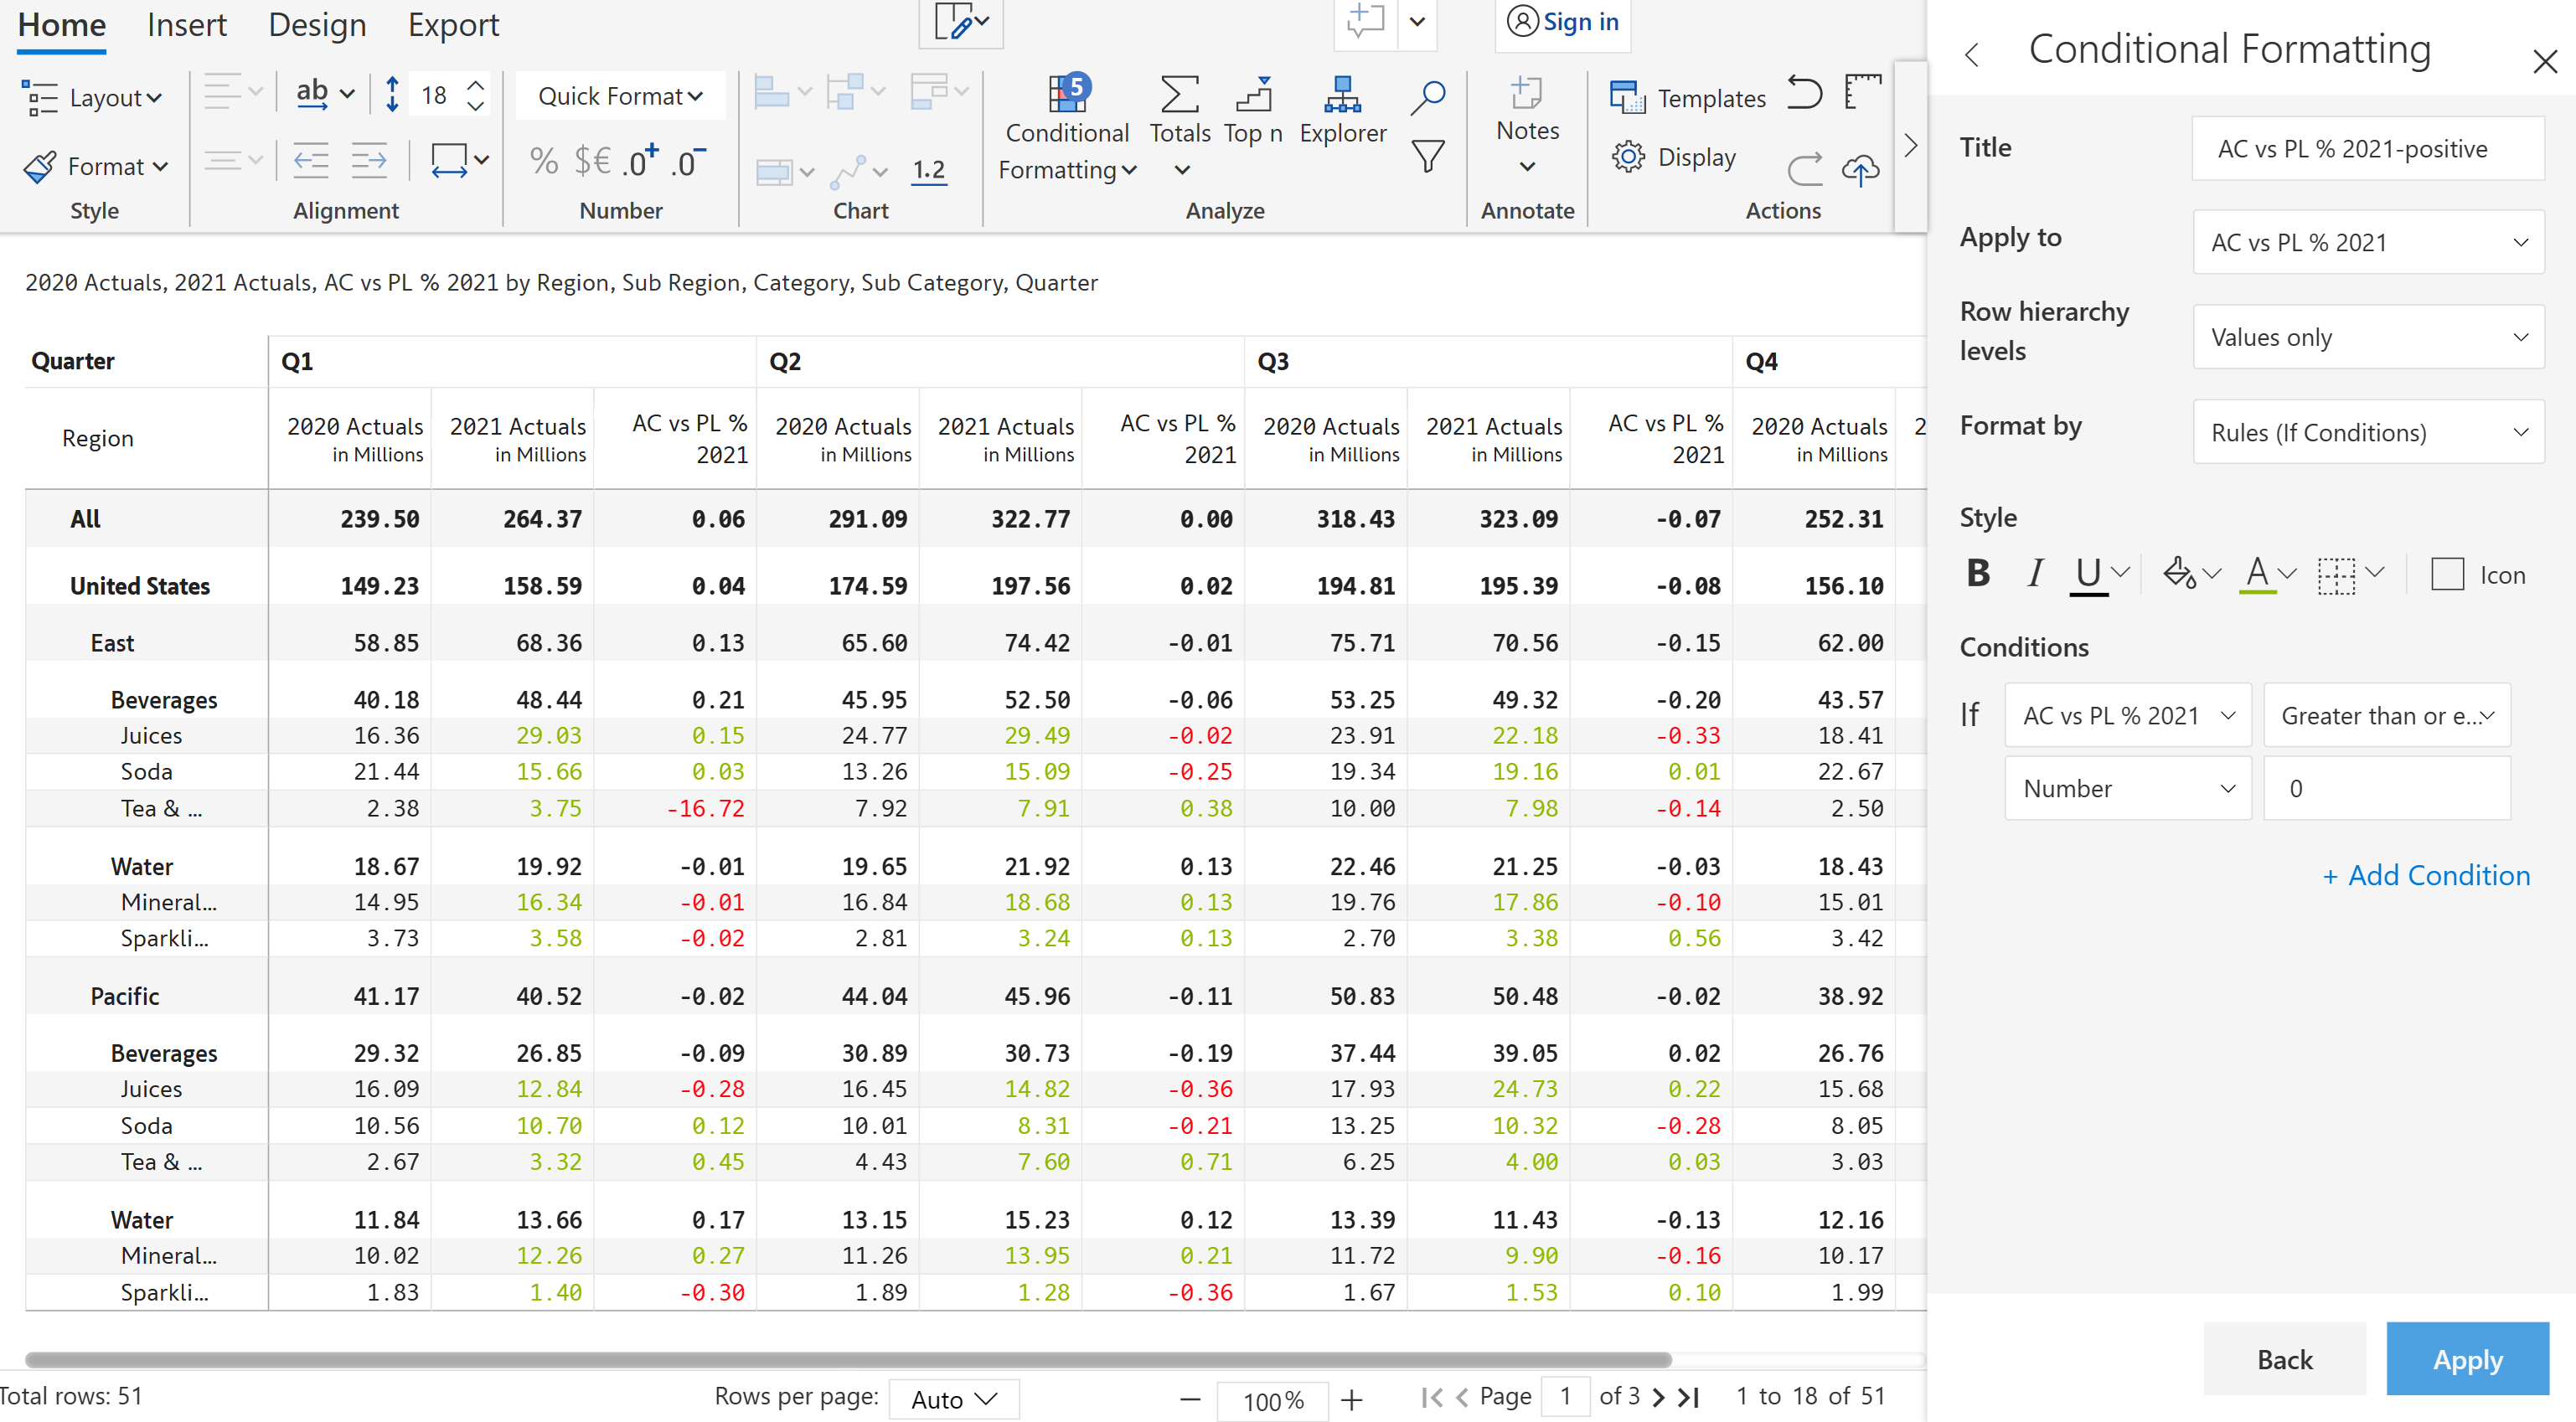 Home Insert Design Export Sign in
Layout ab 18 Quick Format 5 Conditional Formatting Totals Top n Explorer Notes Templates
Format % $€ .0+ .0- 1.2 Display
Style Alignment Number Chart Analyze Annotate Actions
2020 Actuals, 2021 Actuals, AC vs PL % 2021 by Region, Sub Region, Category, Sub Category, Quarter
Quarter Q1 Q2 Q3 Q4
Region 2020 Actuals in Millions 2021 Actuals in Millions AC vs PL % 2021 2020 Actuals in Millions 2021 Actuals in Millions AC vs PL % 2021 2020 Actuals in Millions 2021 Actuals in Millions AC vs PL % 2021 2020 Actuals in Millions 2
All 239.50 264.37 0.06 291.09 322.77 0.00 318.43 323.09 -0.07 252.31
United States 149.23 158.59 0.04 174.59 197.56 0.02 194.81 195.39 -0.08 156.10
East 58.85 68.36 0.13 65.60 74.42 -0.01 75.71 70.56 -0.15 62.00
Beverages 40.18 48.44 0.21 45.95 52.50 -0.06 53.25 49.32 -0.20 43.57
Juices 16.36 29.03 0.15 24.77 29.49 -0.02 23.91 22.18 -0.33 18.41
Soda 21.44 15.66 0.03 13.26 15.09 -0.25 19.34 19.16 0.01 22.67
Tea & ... 2.38 3.75 -16.72 7.92 7.91 0.38 10.00 7.98 -0.14 2.50
Water 18.67 19.92 -0.01 19.65 21.92 0.13 22.46 21.25 -0.03 18.43
Mineral... 14.95 16.34 -0.01 16.84 18.68 0.13 19.76 17.86 -0.10 15.01
Sparkli... 3.73 3.58 -0.02 2.81 3.24 0.13 2.70 3.38 0.56 3.42
Pacific 41.17 40.52 -0.02 44.04 45.96 -0.11 50.83 50.48 -0.02 38.92
Beverages 29.32 26.85 -0.09 30.89 30.73 -0.19 37.44 39.05 0.02 26.76
Juices 16.09 12.84 -0.28 16.45 14.82 -0.36 17.93 24.73 0.22 15.68
Soda 10.56 10.70 0.12 10.01 8.31 -0.21 13.25 10.32 -0.28 8.05
Tea & ... 2.67 3.32 0.45 4.43 7.60 0.71 6.25 4.00 0.03 3.03
Water 11.84 13.66 0.17 13.15 15.23 0.12 13.39 11.43 -0.13 12.16
Mineral... 10.02 12.26 0.27 11.26 13.95 0.21 11.72 9.90 -0.16 10.17
Sparkli... 1.83 1.40 -0.30 1.89 1.28 -0.36 1.67 1.53 0.10 1.99
Total rows: 51 Rows per page: Auto 100% Page 1 of 3 1 to 18 of 51
Conditional Formatting
Title AC vs PL % 2021-positive
Apply to AC vs PL % 2021
Row hierarchy levels Values only
Format by Rules (If Conditions)
Style
B I U A Icon
Conditions
If AC vs PL % 2021 Greater than or e...
Number 0
+ Add Condition
Back Apply